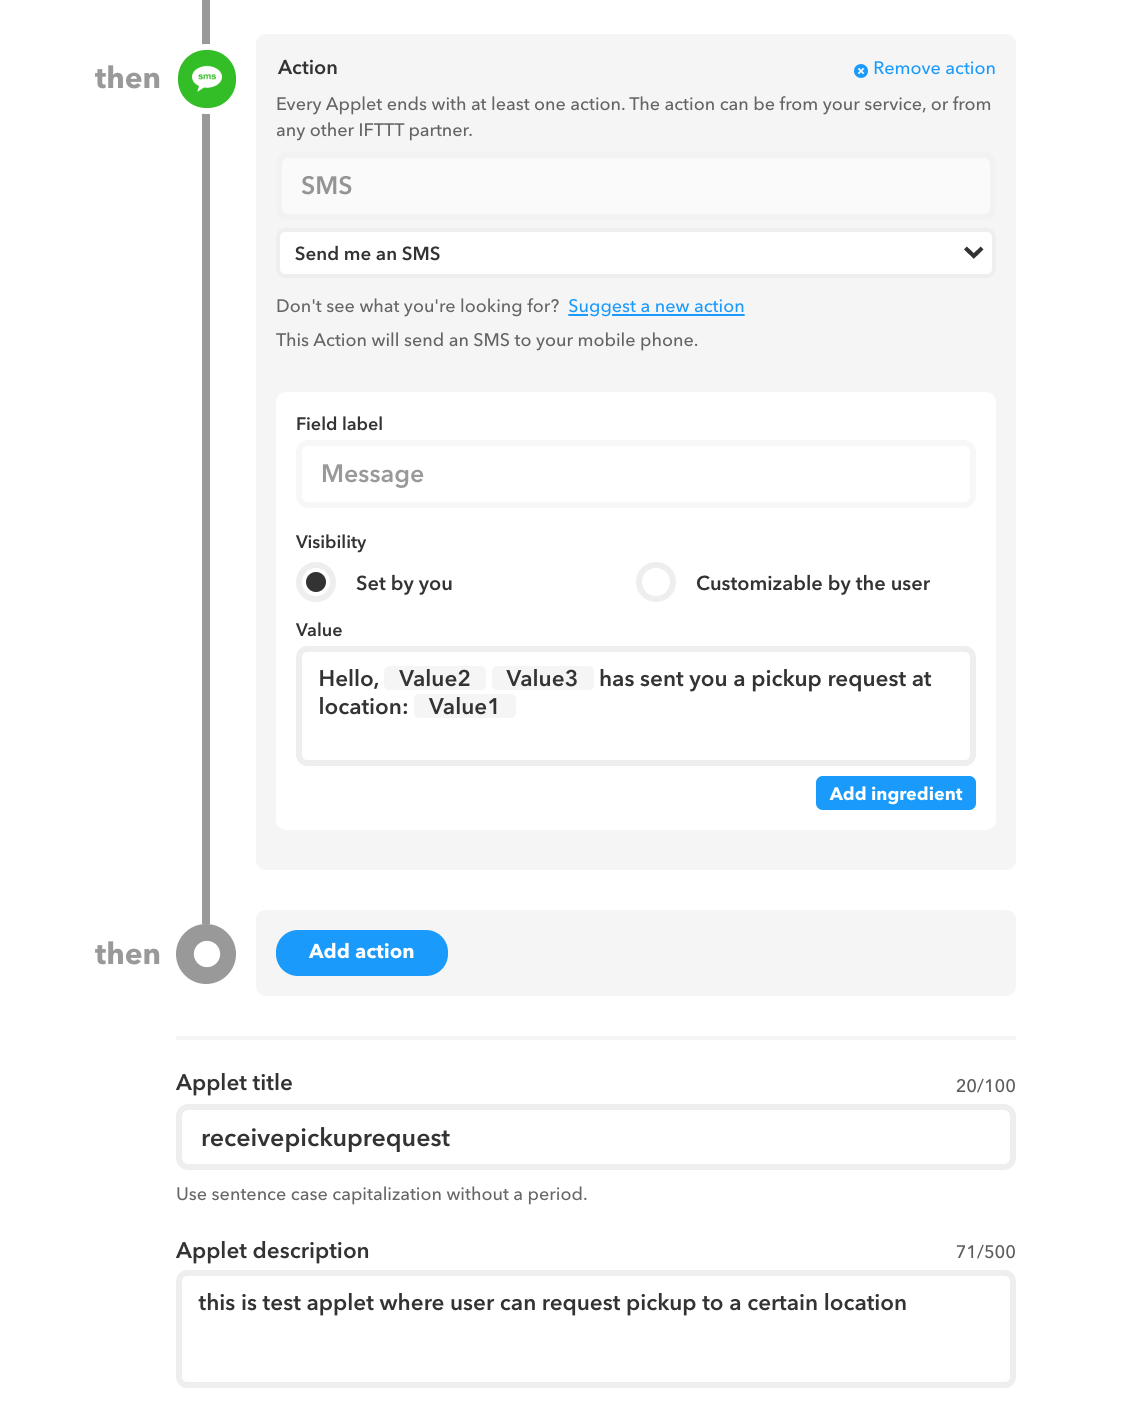 then
sms
Action
Remove action
Every Applet ends with at least one action. The action can be from your service, or from
any other IFTTT partner.
SMS
Send me an SMS
Don't see what you're looking for? Suggest a new action
This Action will send an SMS to your mobile phone.
Field label
Message
Visibility
Set by you
Customizable by the user
Value
Hello, Value2 Value3 has sent you a pickup request at
location: Value1
Add ingredient
then
Add action
Applet title
20/100
receivepickuprequest
Use sentence case capitalization without a period.
Applet description
71/500
this is test applet where user can request pickup to a certain location